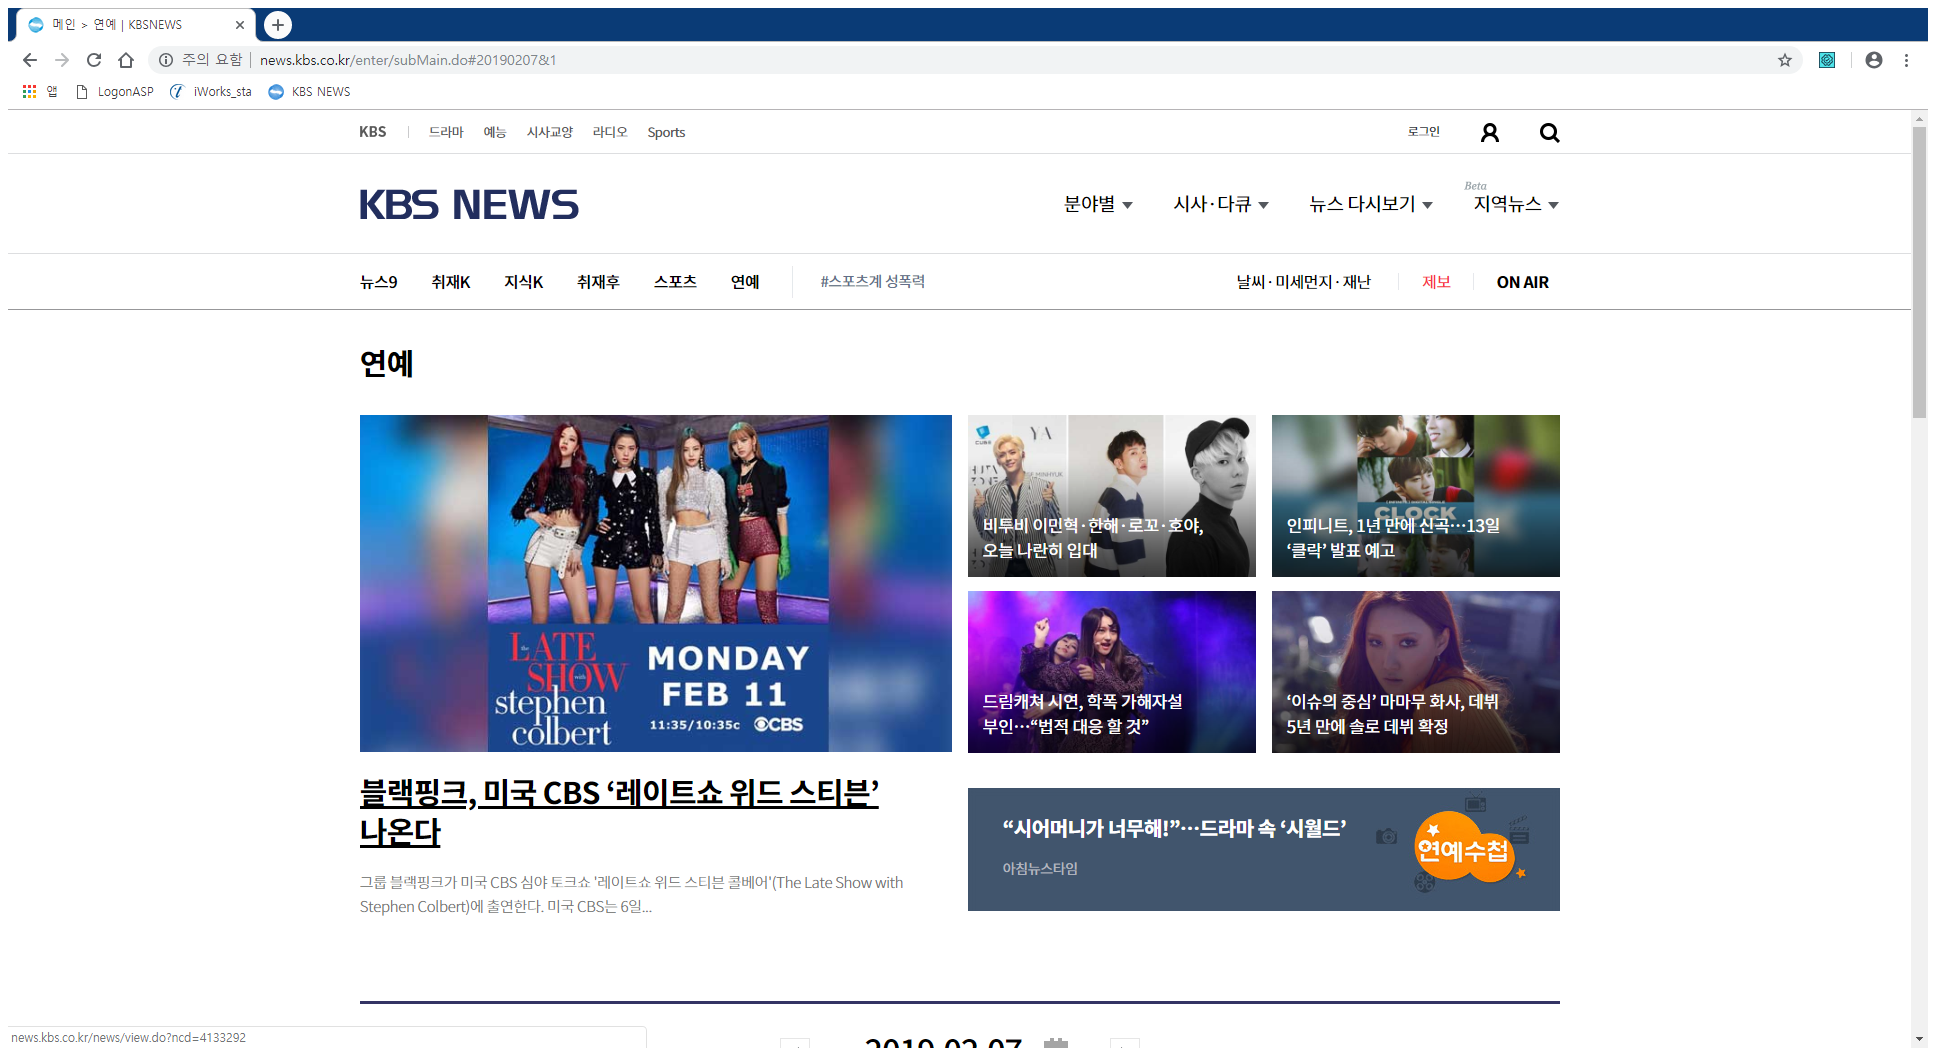 메인 > 연예 | KBSNEWS
주의 요함 | news.kbs.co.kr/enter/subMain.do#20190207&1
앱 LogonASP iWorks_sta KBS NEWS
KBS 드라마 예능 시사교양 라디오 Sports 로그인
KBS NEWS
분야별 시사·다큐 뉴스 다시보기 Beta 지역뉴스
뉴스9 취재K 지식K 취재후 스포츠 연예 #스포츠계 성폭력 날씨·미세먼지·재난 제보 ON AIR
연예
the LATE SHOW with stephen colbert
MONDAY
FEB 11
11:35/10:35c CBS
블랙핑크, 미국 CBS ‘레이트쇼 위드 스티븐’
나온다
그룹 블랙핑크가 미국 CBS 심야 토크쇼 '레이트쇼 위드 스티븐 콜베어'(The Late Show with
Stephen Colbert)에 출연한다. 미국 CBS는 6일...
CUBE
YA
비투비 이민혁·한해·로꼬·호야,
오늘 나란히 입대
CLOCK
인피니트, 1년 만에 신곡…13일
‘클락’ 발표 예고
드림캐쳐 시연, 학폭 가해자설
부인…“법적 대응 할 것”
‘이슈의 중심’ 마마무 화사, 데뷔
5년 만에 솔로 데뷔 확정
“시어머니가 너무해!”…드라마 속 ‘시월드’
아침뉴스타임
연예수첩
2019.02.07
news.kbs.co.kr/news/view.do?ncd=4133292